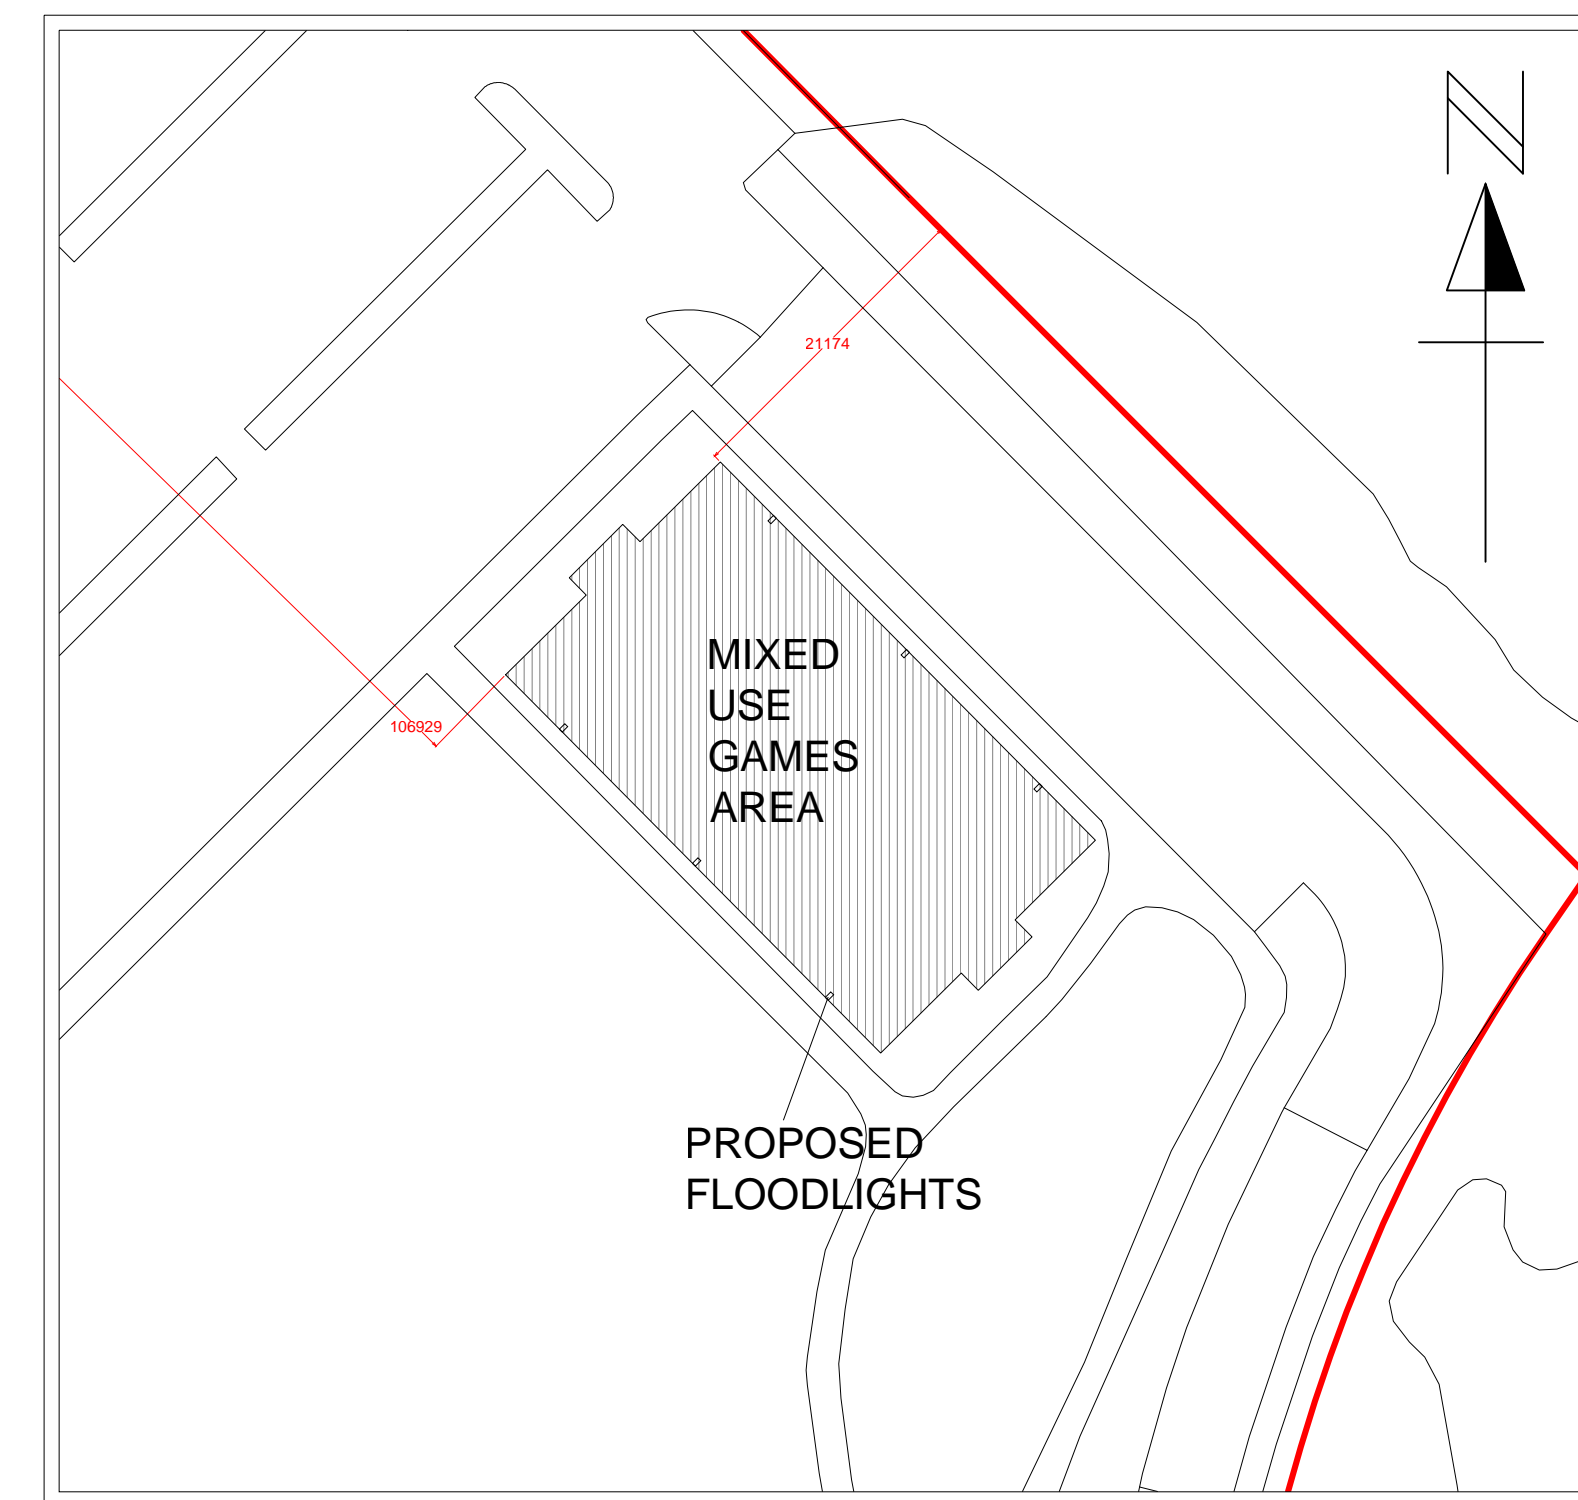 N
21174
106929
MIXED
USE
GAMES
AREA
PROPOSED
FLOODLIGHTS